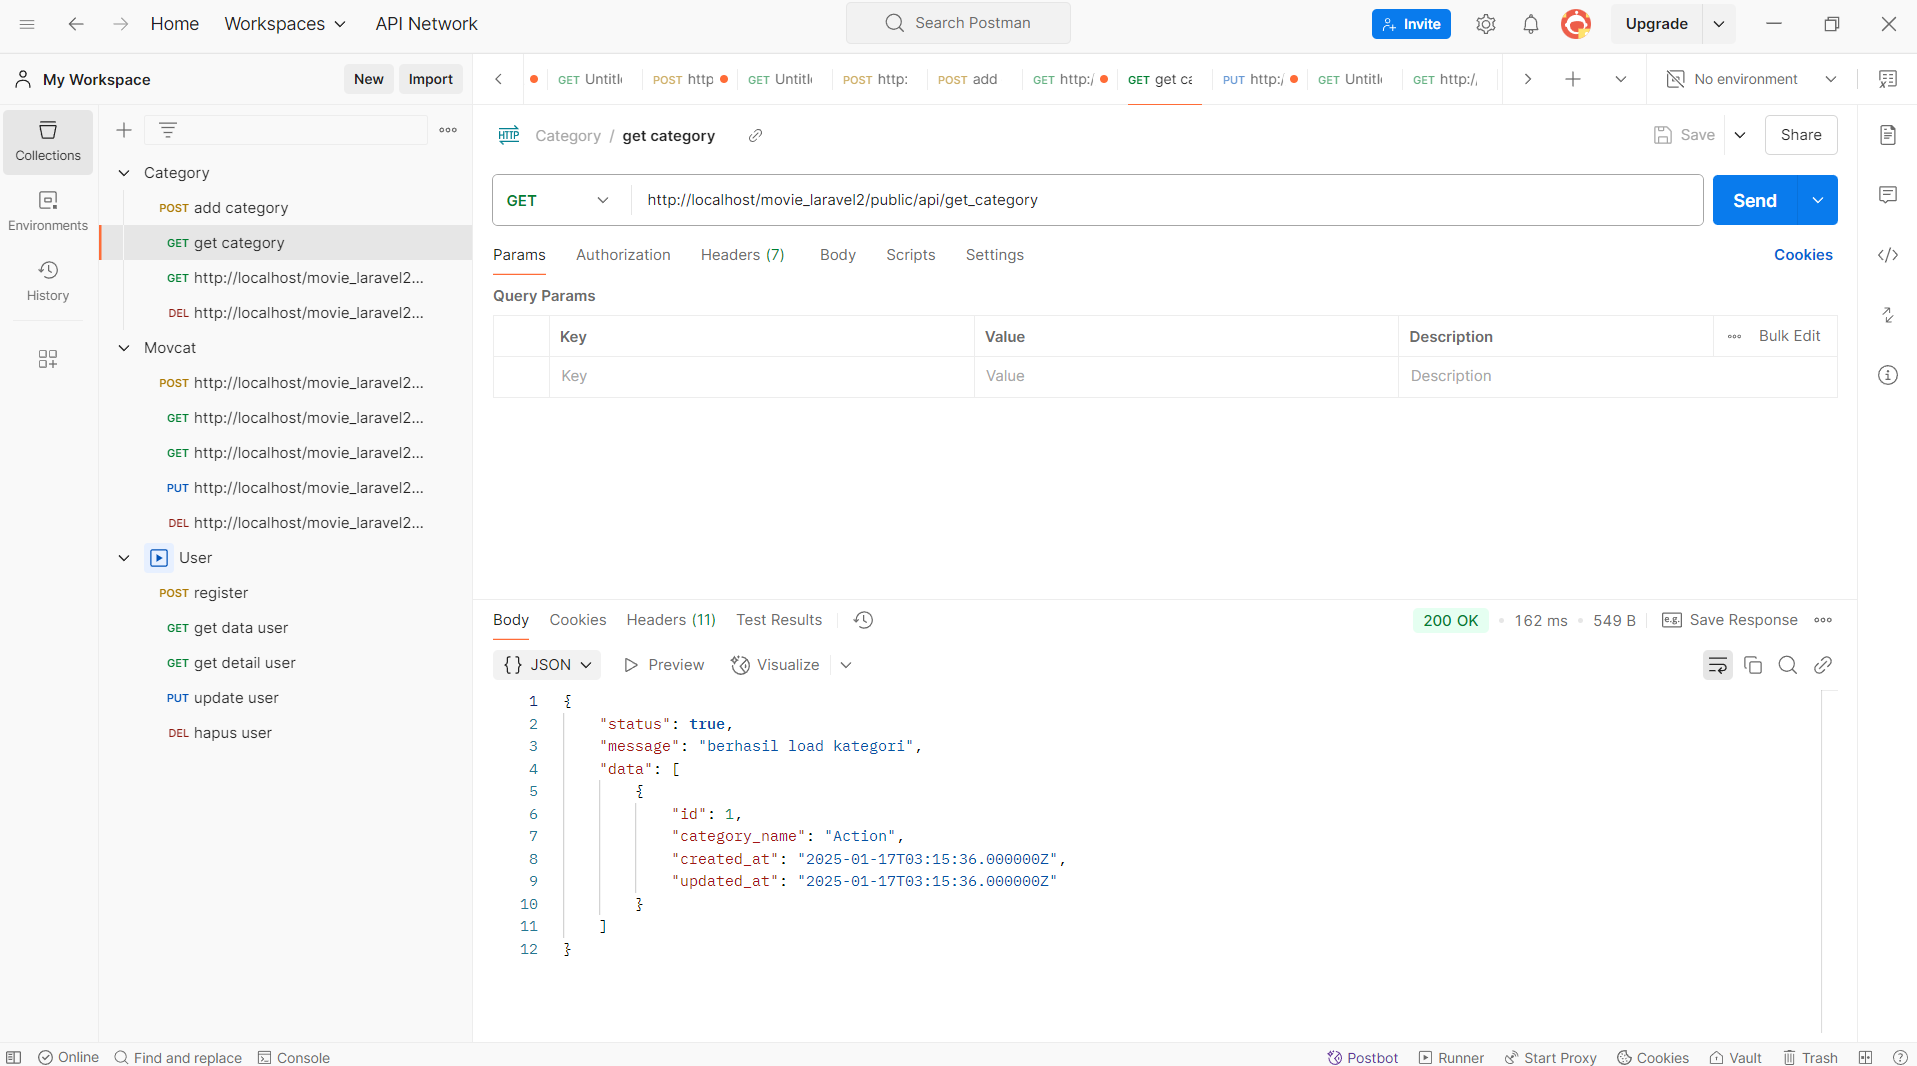 Home Workspaces API Network Search Postman Invite Upgrade
My Workspace New Import
GET Untitl POST http GET Untitl POST http: POST add GET http:/ GET get ca PUT http:/ GET Untitl GET http:/, No environment
Collections
Environments
History
Category
POST add category
GET get category
GET http://localhost/movie_laravel2...
DEL http://localhost/movie_laravel2...
Movcat
POST http://localhost/movie_laravel2...
GET http://localhost/movie_laravel2...
GET http://localhost/movie_laravel2...
PUT http://localhost/movie_laravel2...
DEL http://localhost/movie_laravel2...
User
POST register
GET get data user
GET get detail user
PUT update user
DEL hapus user
HTTP Category / get category Save Share
GET http://localhost/movie_laravel2/public/api/get_category Send
Params Authorization Headers (7) Body Scripts Settings Cookies
Query Params
Key Value Description Bulk Edit
Key Value Description
Body Cookies Headers (11) Test Results 200 OK 162 ms 549 B e.g. Save Response
{} JSON Preview Visualize
1 {
2 "status": true,
3 "message": "berhasil load kategori",
4 "data": [
5 {
6 "id": 1,
7 "category_name": "Action",
8 "created_at": "2025-01-17T03:15:36.000000Z",
9 "updated_at": "2025-01-17T03:15:36.000000Z"
10 }
11 ]
12 }
Online Find and replace Console Postbot Runner Start Proxy Cookies Vault Trash